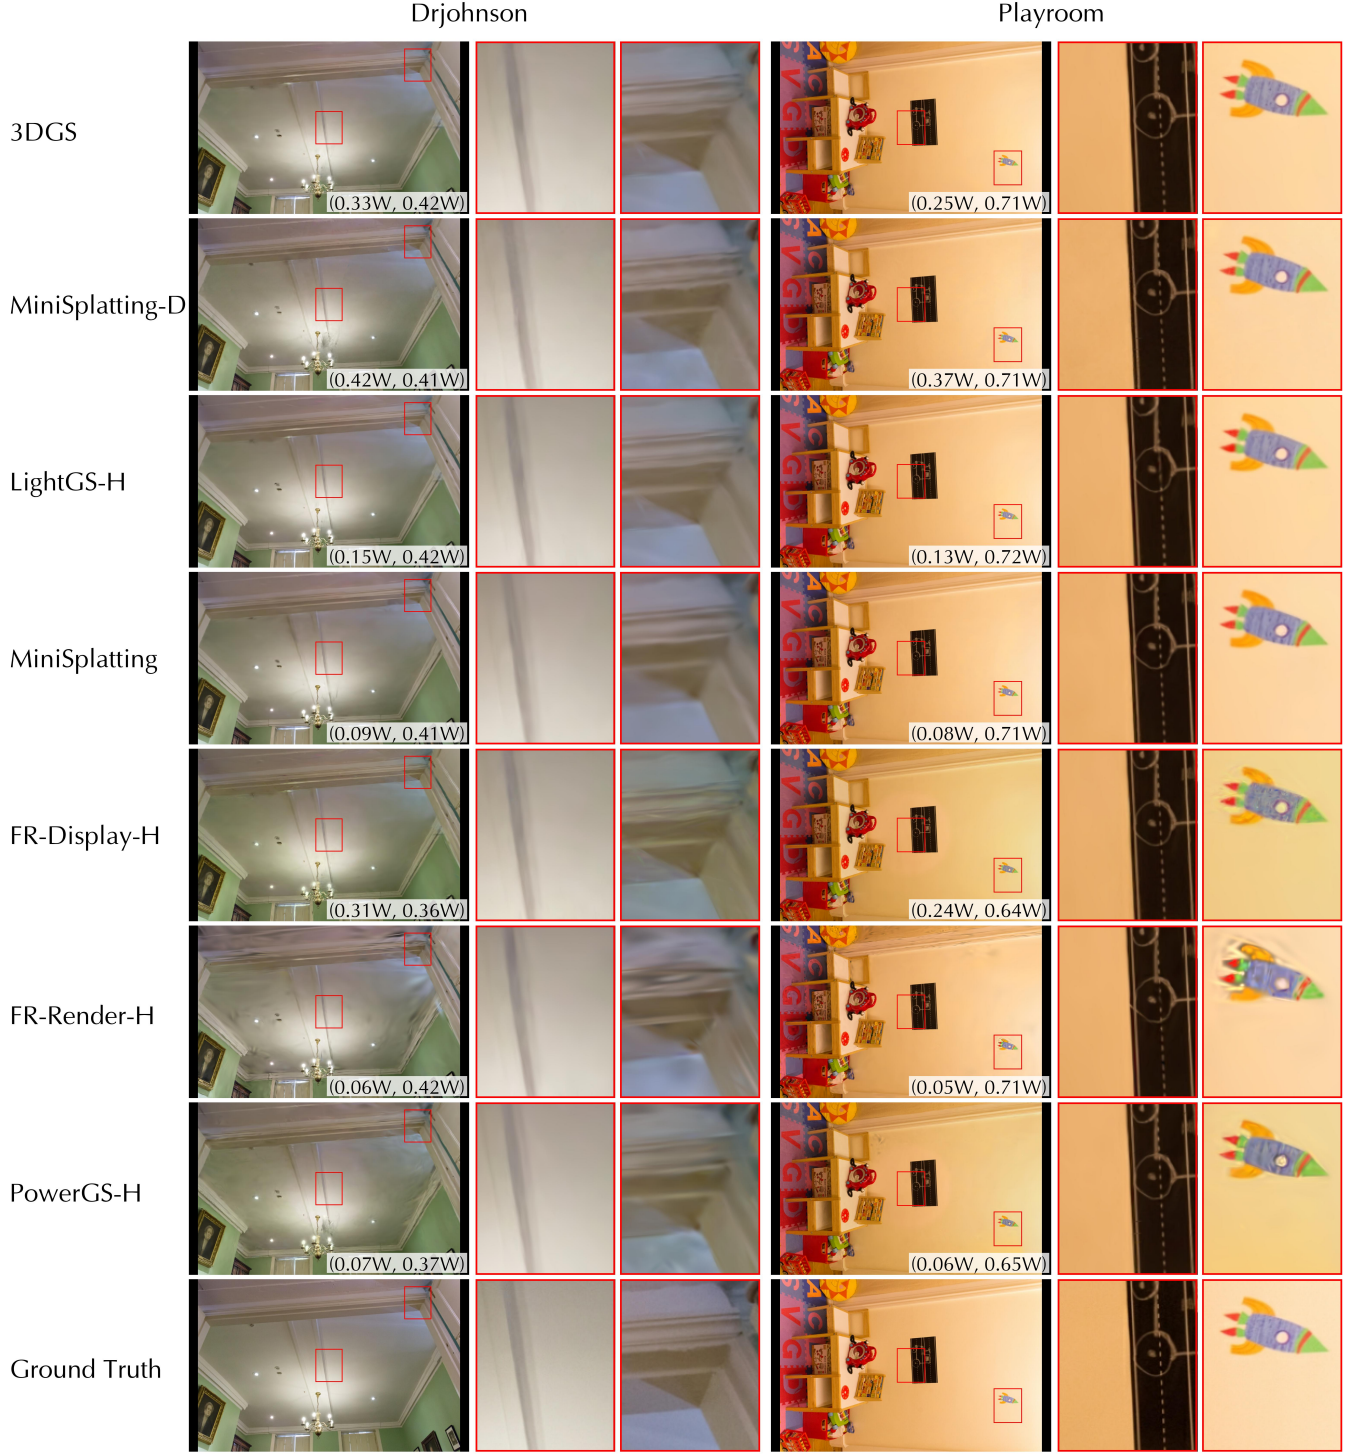 Drjohnson Playroom
3DGS (0.33W, 0.42W) (0.25W, 0.71W)
MiniSplatting-D (0.42W, 0.41W) (0.37W, 0.71W)
LightGS-H (0.15W, 0.42W) (0.13W, 0.72W)
MiniSplatting (0.09W, 0.41W) (0.08W, 0.71W)
FR-Display-H (0.31W, 0.36W) (0.24W, 0.64W)
FR-Render-H (0.06W, 0.42W) (0.05W, 0.71W)
PowerGS-H (0.07W, 0.37W) (0.06W, 0.65W)
Ground Truth